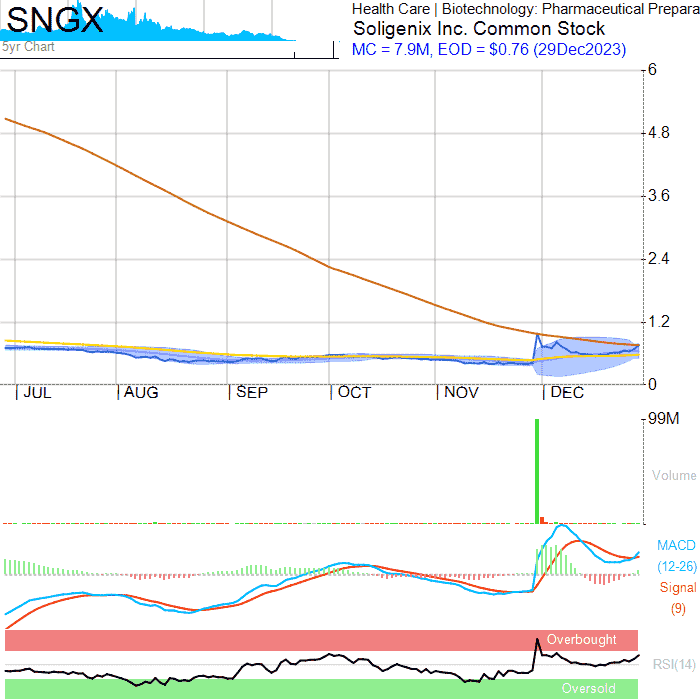 SNGX
5yr Chart
Health Care | Biotechnology: Pharmaceutical Prepara
Soligenix Inc. Common Stock
MC = 7.9M, EOD = $0.76 (29Dec2023)
6
4.8
3.6
2.4
1.2
0
JUL AUG SEP OCT NOV DEC
99M
Volume
MACD
(12-26)
Signal
(9)
Overbought
RSI(14)
Oversold